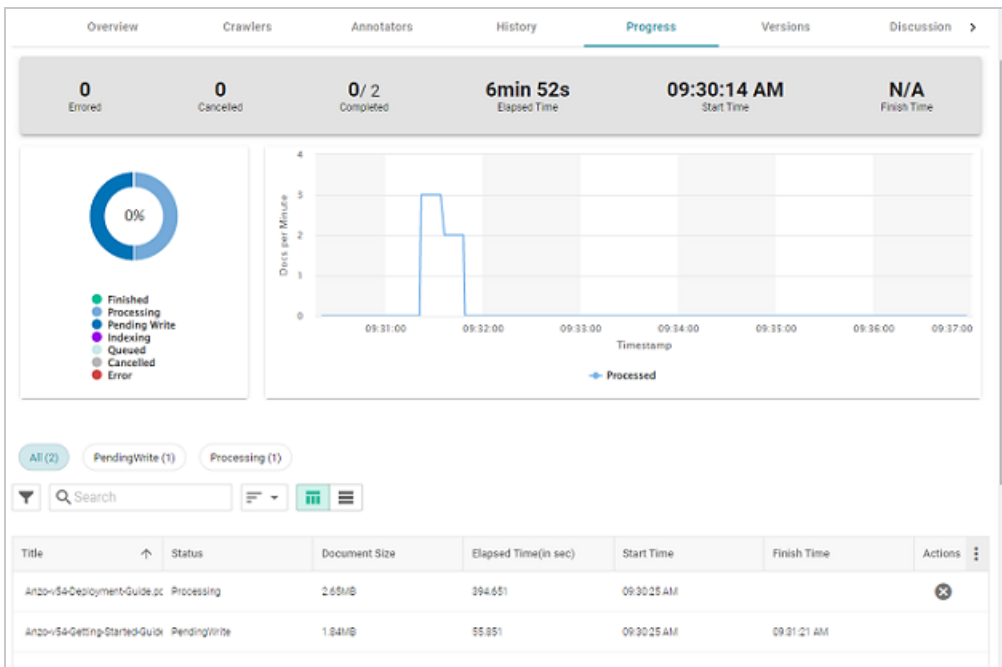 Overview Crawlers Annotators History Progress Versions Discussion
0 0 0/ 2 6min 52s 09:30:14 AM N/A
Errored Cancelled Completed Elapsed Time Start Time Finish Time
4
3
2
1
0
Docs per Minute
0%
Finished
Processing
Pending Write
Indexing
Queued
Cancelled
Error
09:31:00 09:32:00 09:33:00 09:34:00 09:35:00 09:36:00 09:37:00
Timestamp
Processed
All (2) PendingWrite (1) Processing (1)
Search
Title Status Document Size Elapsed Time(in sec) Start Time Finish Time Actions
Anzo-v54-Deployment-Guide.pc Processing 2.65MB 394.651 09:30:25 AM
Anzo-v54-Getting-Started-Guide PendingWrite 1.84MB 55.851 09:30:25 AM 09:31:21 AM